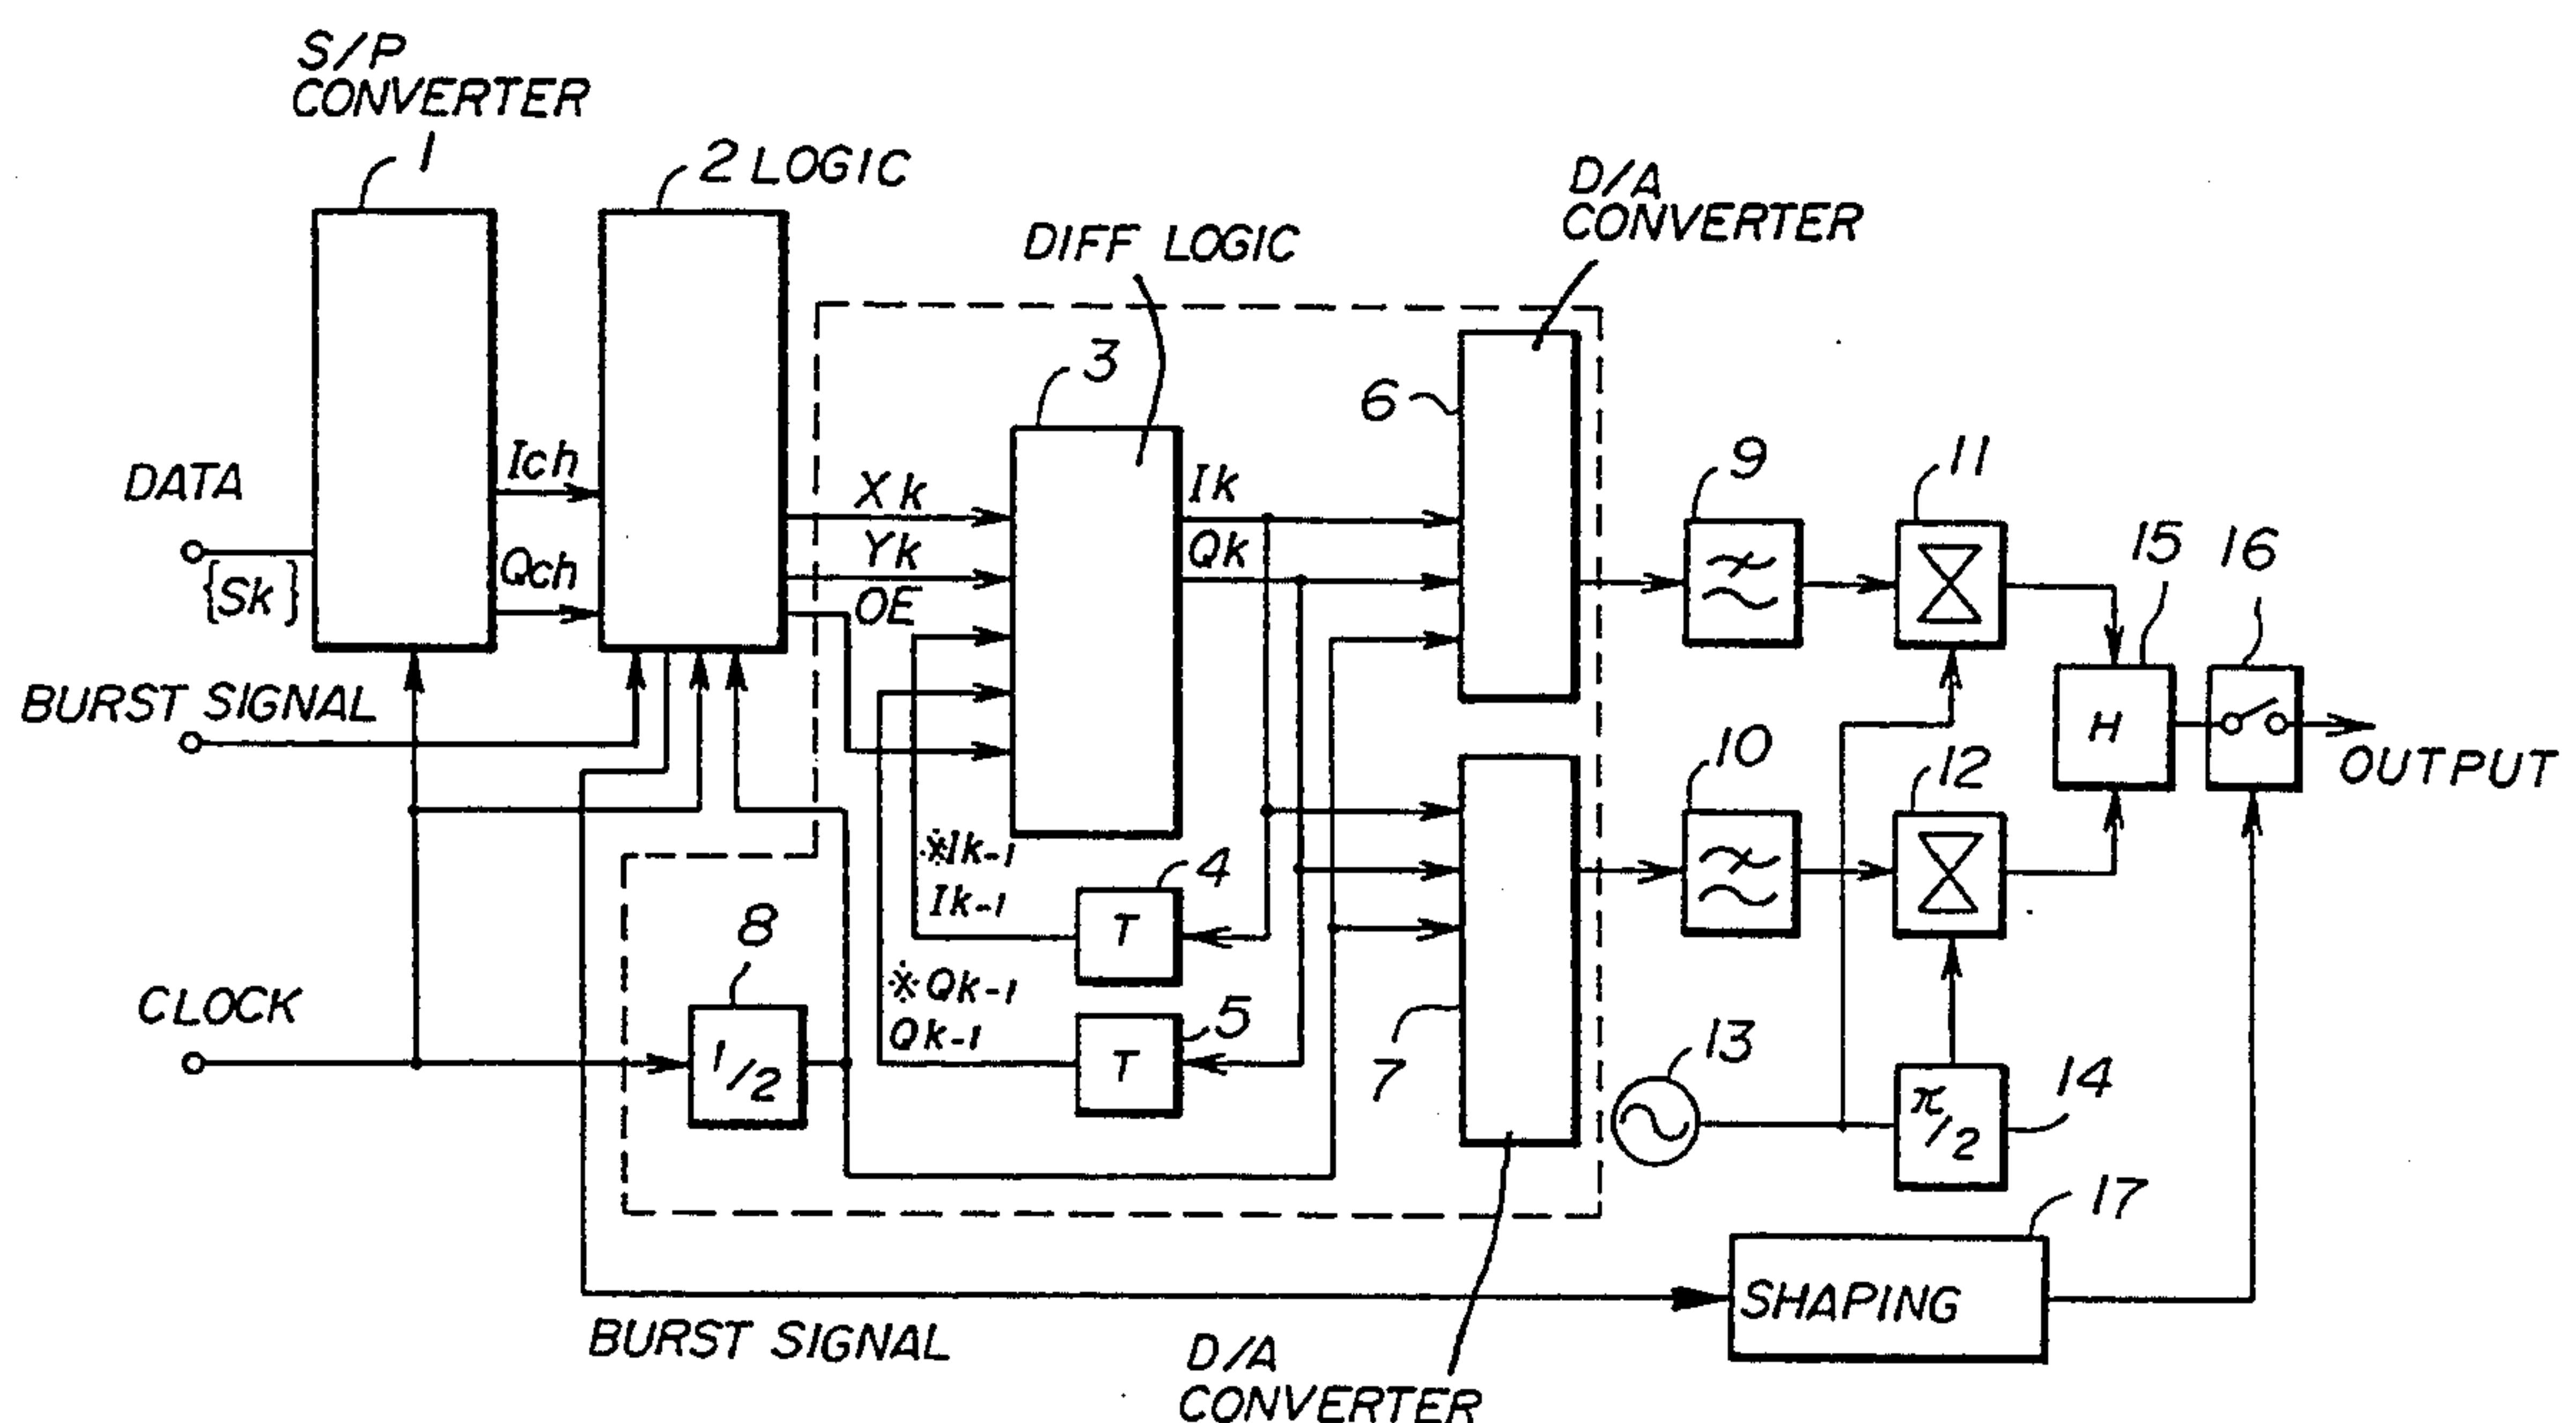 S/P
CONVERTER
1
2 LOGIC
D/A
CONVERTER
DIFF LOGIC
3
6
Ich
Xk
Ik
9
11
DATA
{Sk}
Qch
Yk
Qk
OE
15
16
BURST SIGNAL
H
10
12
OUTPUT
※Ik-1
Ik-1
4
T
8
※Qk-1
Qk-1
5
T
7
CLOCK
1/2
13
π/2
14
17
SHAPING
BURST SIGNAL
D/A
CONVERTER